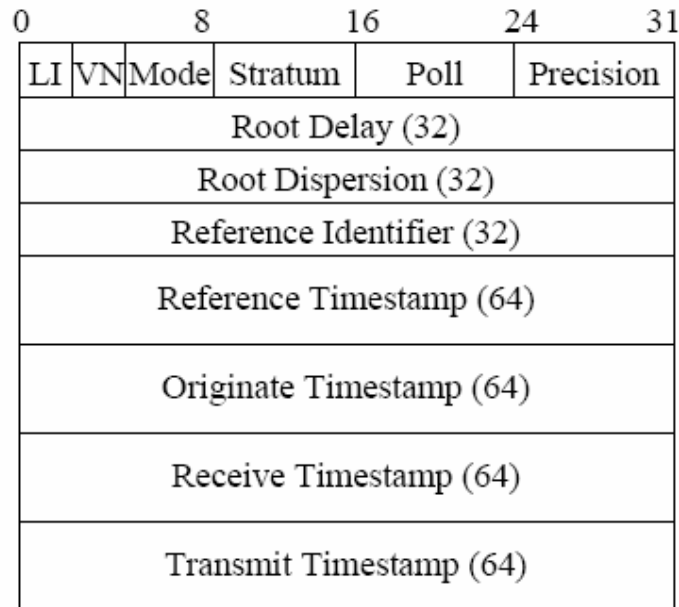 0 8 16 24 31
LI VN Mode Stratum Poll Precision
Root Delay (32)
Root Dispersion (32)
Reference Identifier (32)
Reference Timestamp (64)
Originate Timestamp (64)
Receive Timestamp (64)
Transmit Timestamp (64)